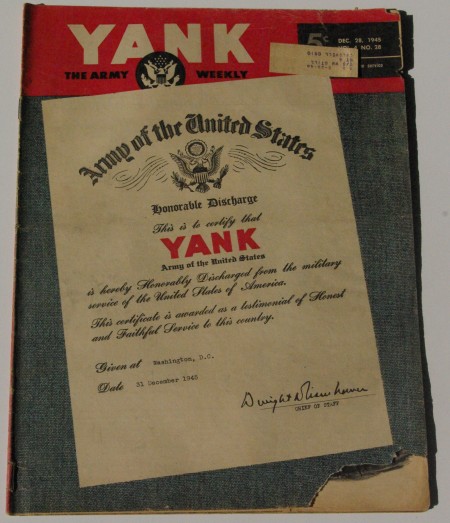 YANK
THE ARMY WEEKLY
5c
DEC. 28, 1945
NO. 28
service
Army of the United States
Honorable Discharge
This is to certify that
YANK
Army of the United States
is hereby Honorably Discharged from the military
service of the United States of America.
This certificate is awarded as a testimonial of Honest
and Faithful Service to this country.
Given at Washington, D.C.
Date 31 December 1945
Dwight D Eisenhower
CHIEF OF STAFF